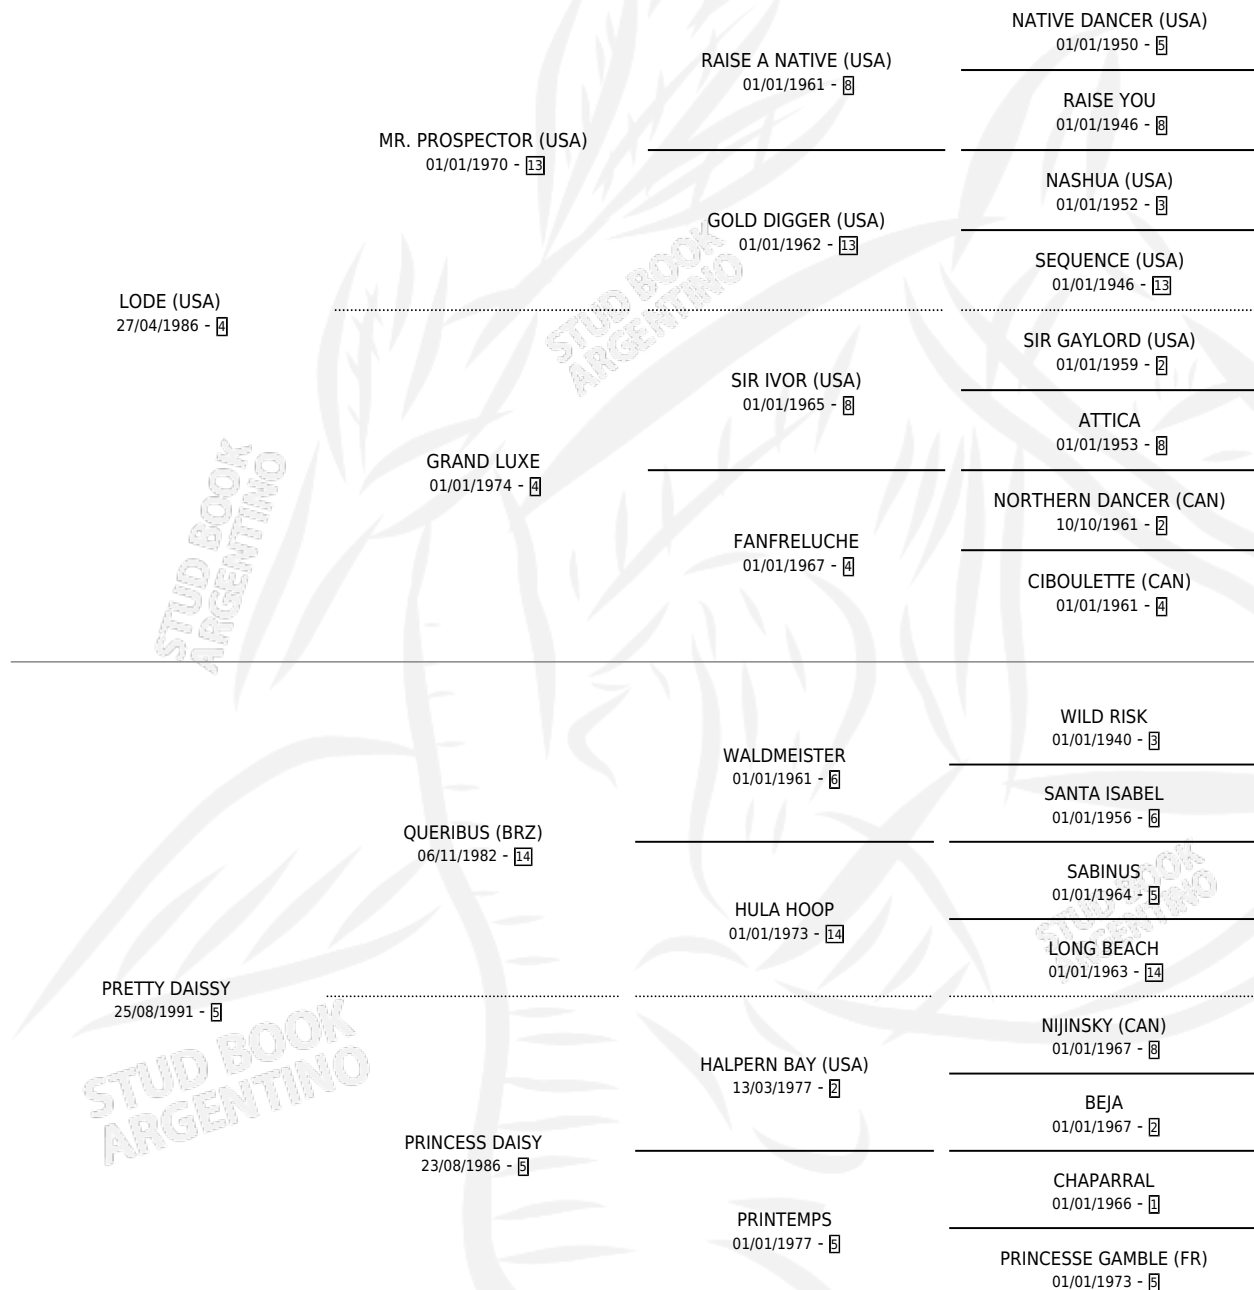 NATIVE DANCER (USA)
01/01/1950 - 5
RAISE A NATIVE (USA)
01/01/1961 - 8
RAISE YOU
01/01/1946 - 8
MR. PROSPECTOR (USA)
01/01/1970 - 13
NASHUA (USA)
01/01/1952 - 3
GOLD DIGGER (USA)
01/01/1962 - 13
SEQUENCE (USA)
01/01/1946 - 13
LODE (USA)
27/04/1986 - 4
STUD BOOK
ARGENTINO
SIR GAYLORD (USA)
01/01/1959 - 2
SIR IVOR (USA)
01/01/1965 - 8
ATTICA
01/01/1953 - 8
GRAND LUXE
01/01/1974 - 4
NORTHERN DANCER (CAN)
10/10/1961 - 2
FANFRELUCHE
01/01/1967 - 4
CIBOULETTE (CAN)
01/01/1961 - 4
STUD BOOK
ARGENTINO
WILD RISK
01/01/1940 - 3
WALDMEISTER
01/01/1961 - 6
SANTA ISABEL
01/01/1956 - 6
QUERIBUS (BRZ)
06/11/1982 - 14
SABINUS
01/01/1964 - 5
HULA HOOP
01/01/1973 - 14
STUD BOOK
ARGENTINO
LONG BEACH
01/01/1963 - 14
PRETTY DAISSY
25/08/1991 - 5
STUD BOOK
ARGENTINO
NIJINSKY (CAN)
01/01/1967 - 8
HALPERN BAY (USA)
13/03/1977 - 2
BEJA
01/01/1967 - 2
PRINCESS DAISY
23/08/1986 - 5
CHAPARRAL
01/01/1966 - 1
PRINTEMPS
01/01/1977 - 5
PRINCESSE GAMBLE (FR)
01/01/1973 - 5